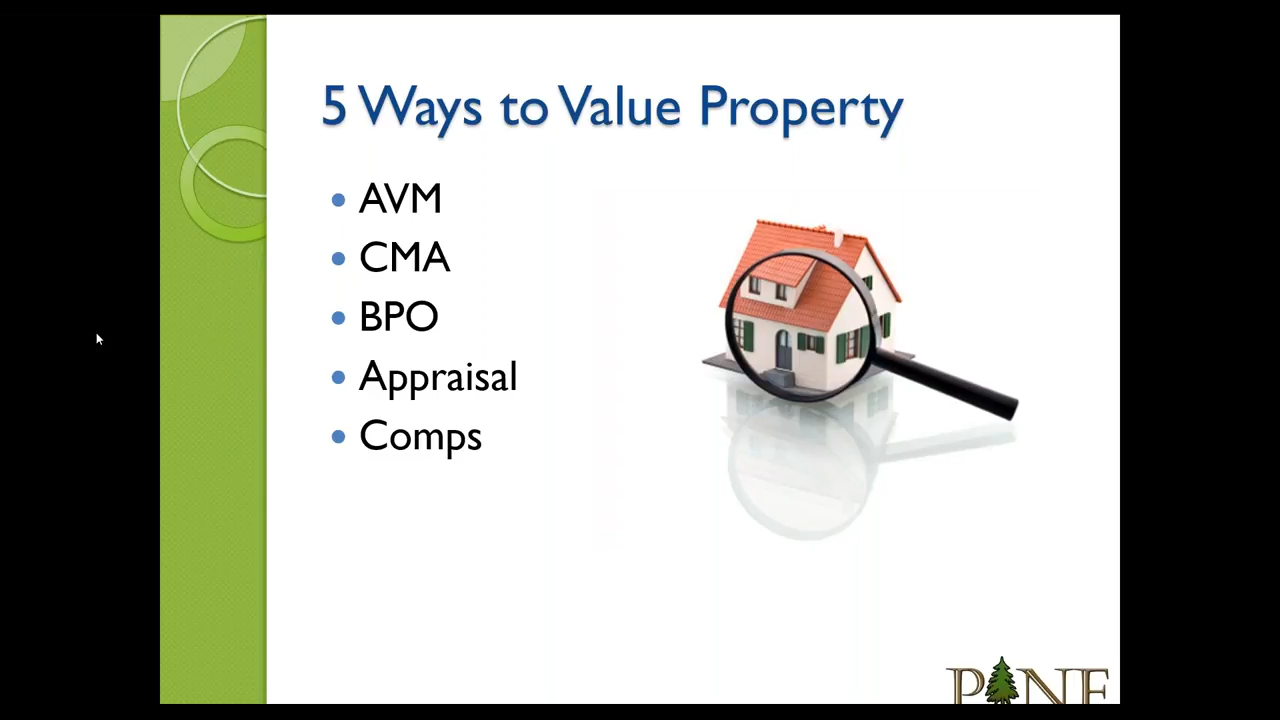 5 Ways to Value Property
AVM
CMA
BPO
Appraisal
Comps
PINE